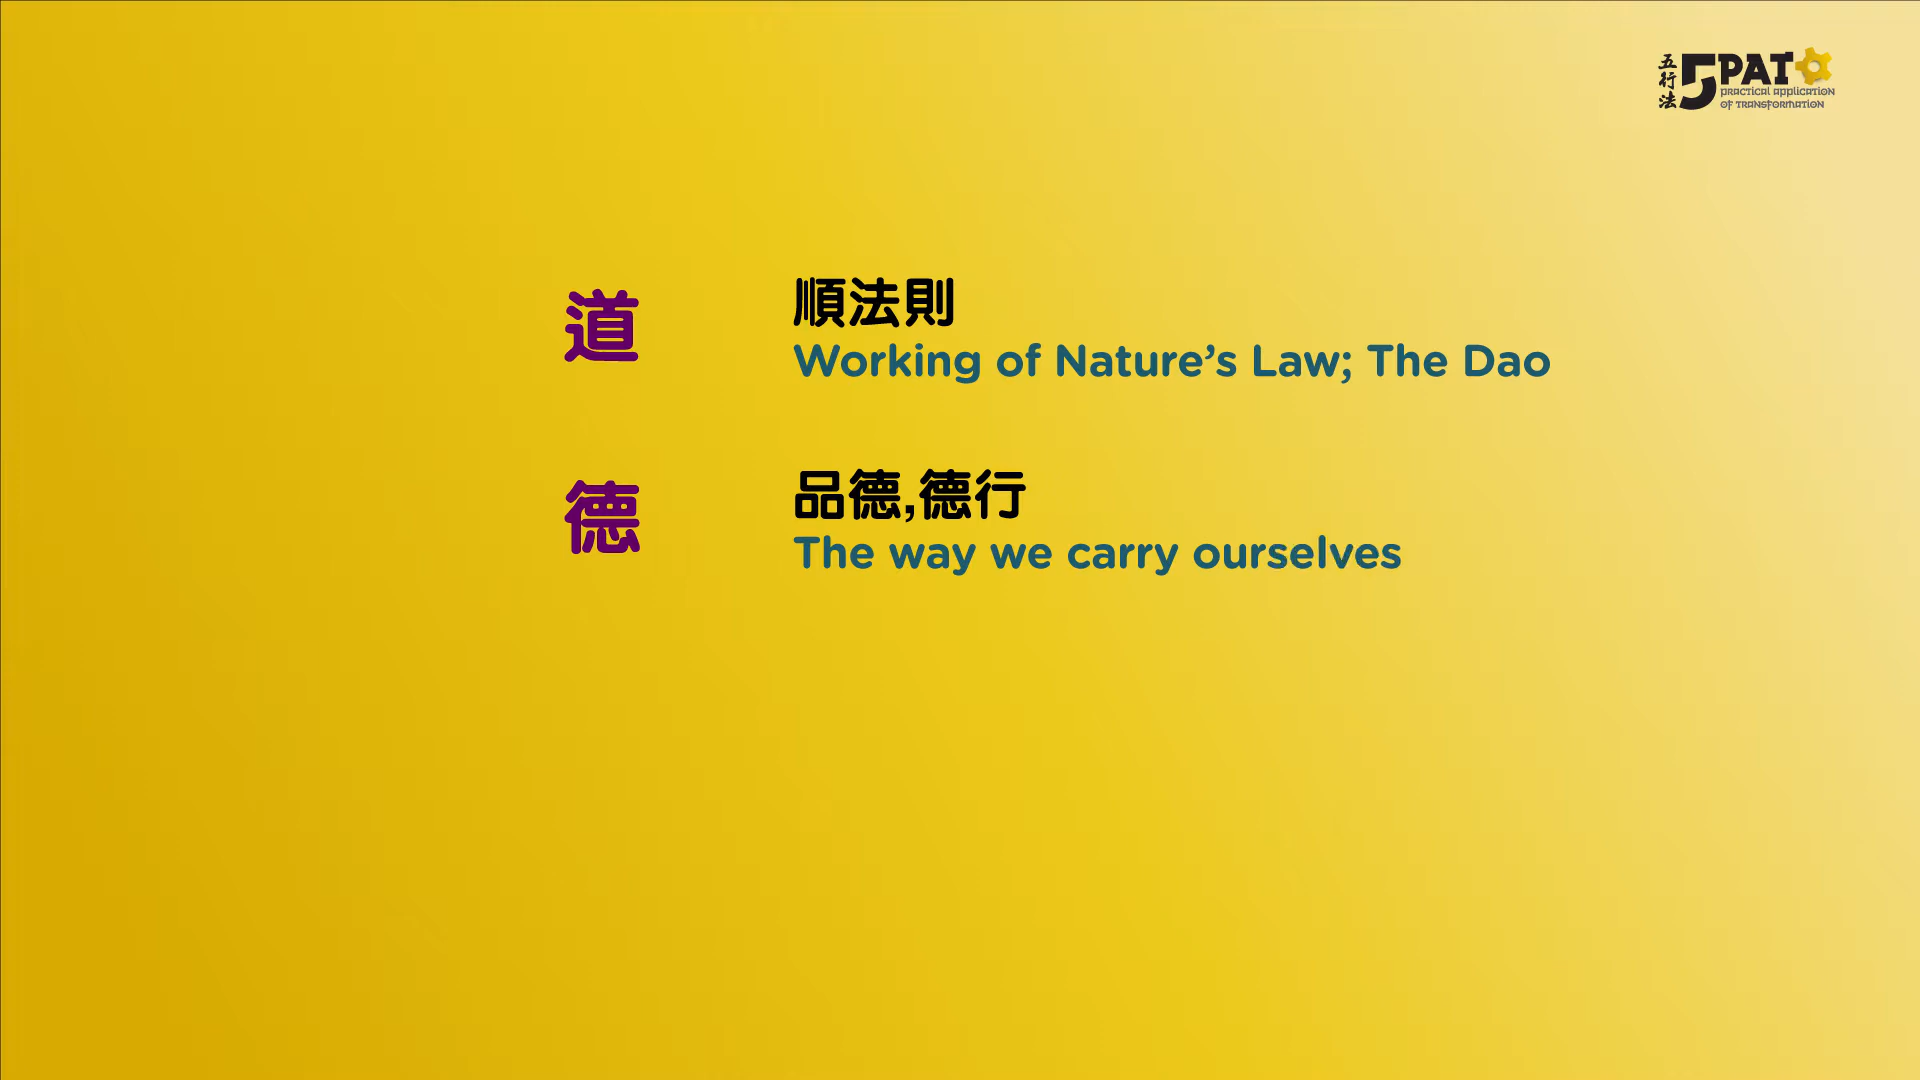 五行法
5PAT
PRACTICAL APPLICATION
OF TRANSFORMATION
道
順法則
Working of Nature’s Law; The Dao
德
品德,德行
The way we carry ourselves